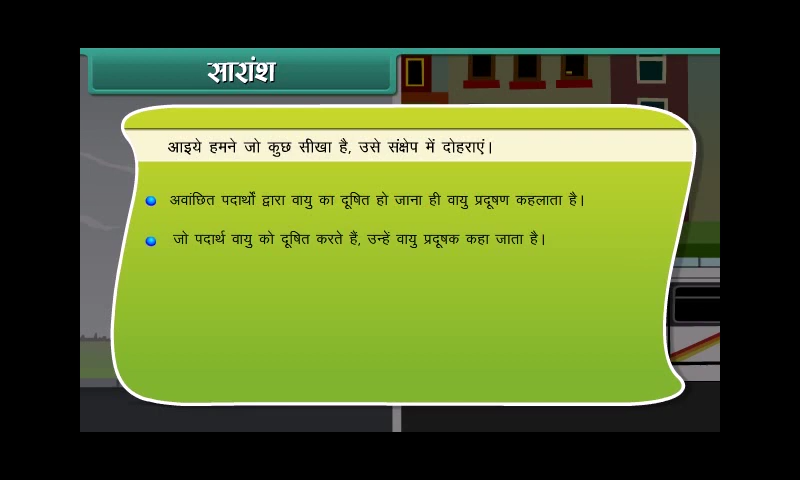 सारांश
आइये हमने जो कुछ सीखा है, उसे संक्षेप में दोहराएं।
अवांछित पदार्थों द्वारा वायु का दूषित हो जाना ही वायु प्रदूषण कहलाता है।
जो पदार्थ वायु को दूषित करते हैं, उन्हें वायु प्रदूषक कहा जाता है।